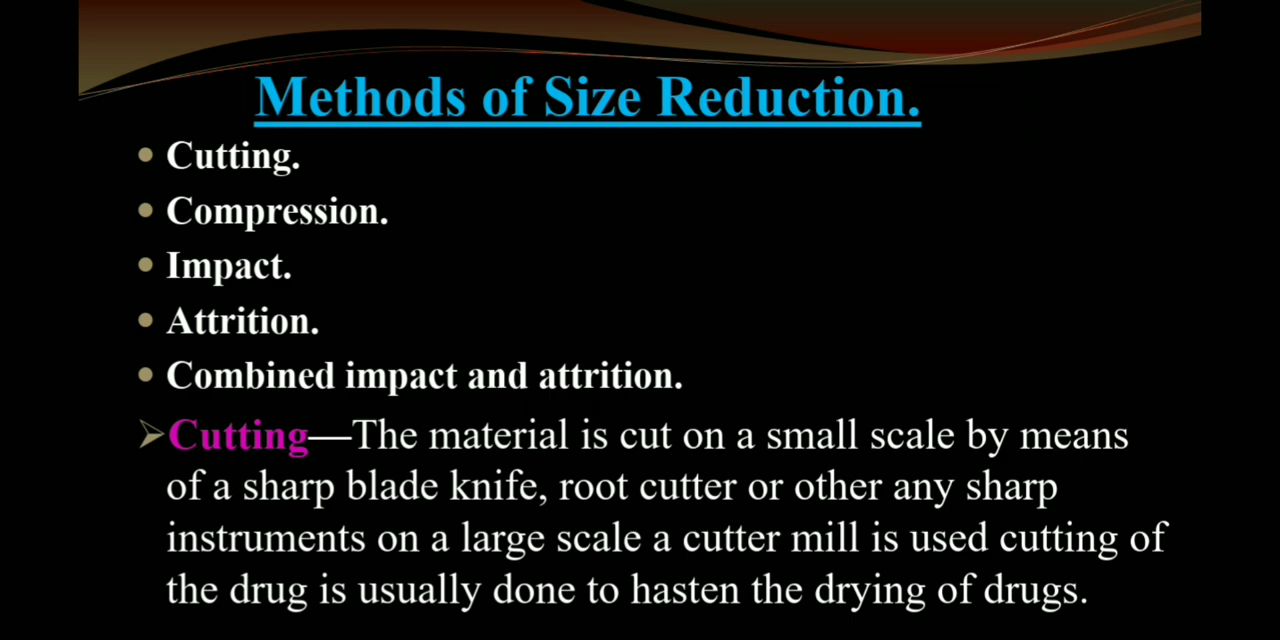 Methods of Size Reduction.
• Cutting.
• Compression.
• Impact.
• Attrition.
• Combined impact and attrition.
➢Cutting—The material is cut on a small scale by means
of a sharp blade knife, root cutter or other any sharp
instruments on a large scale a cutter mill is used cutting of
the drug is usually done to hasten the drying of drugs.